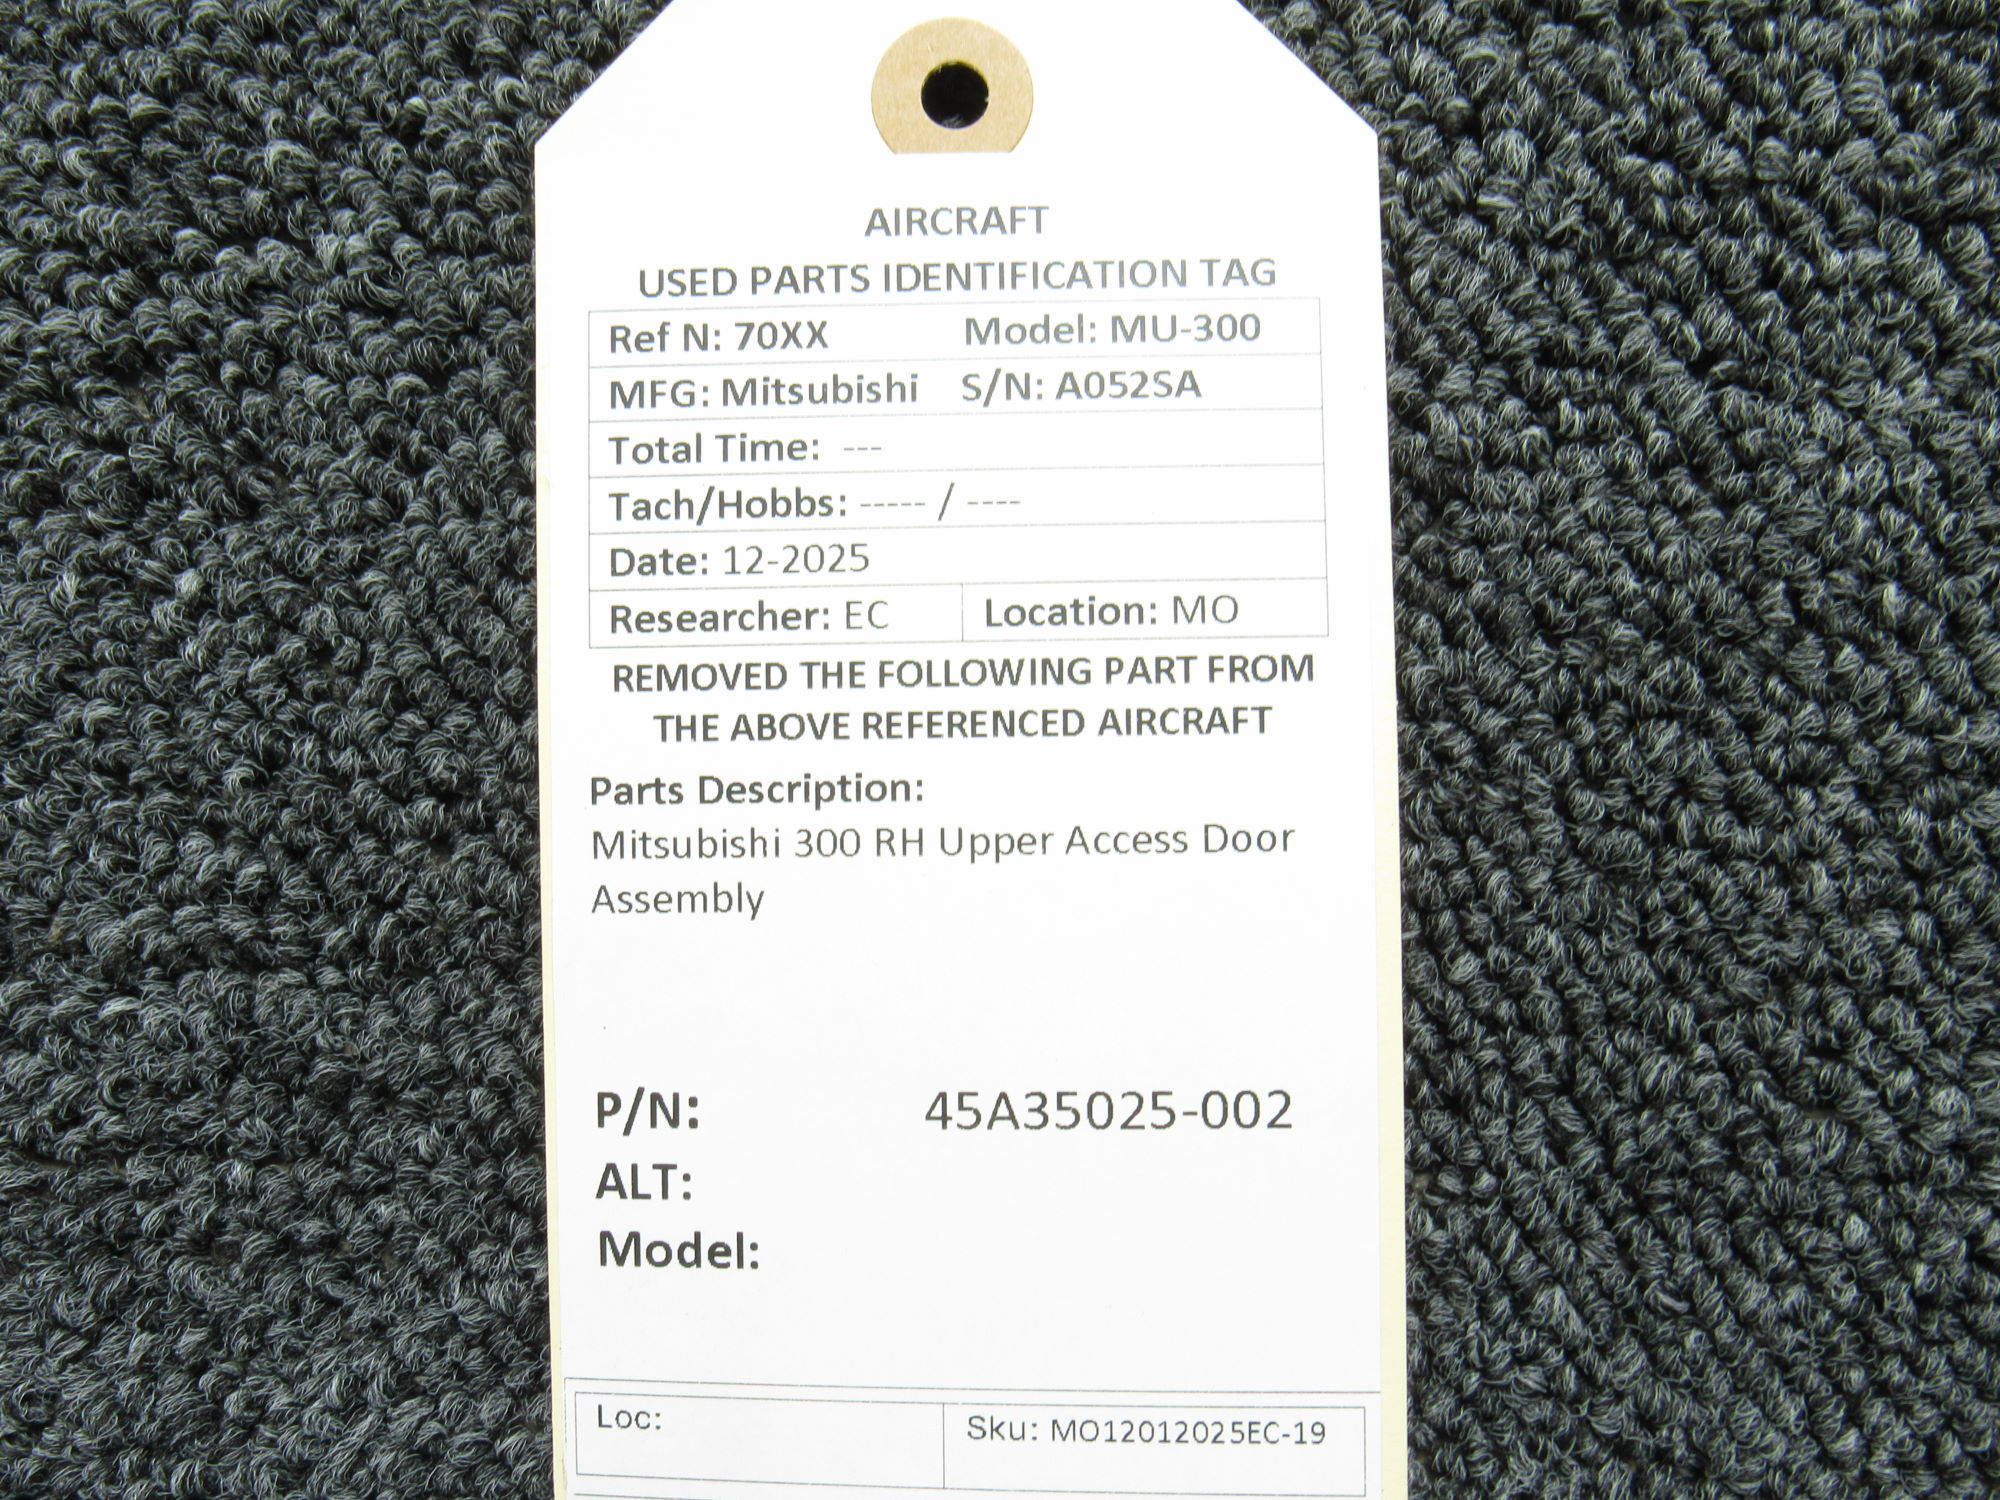 AIRCRAFT
USED PARTS IDENTIFICATION TAG
Ref N: 70XX Model: MU-300
MFG: Mitsubishi S/N: A052SA
Total Time: ---
Tach/Hobbs: ----- / ----
Date: 12-2025
Researcher: EC Location: MO
REMOVED THE FOLLOWING PART FROM
THE ABOVE REFERENCED AIRCRAFT
Parts Description:
Mitsubishi 300 RH Upper Access Door
Assembly
P/N: 45A35025-002
ALT:
Model:
Loc: Sku: MO12012025EC-19